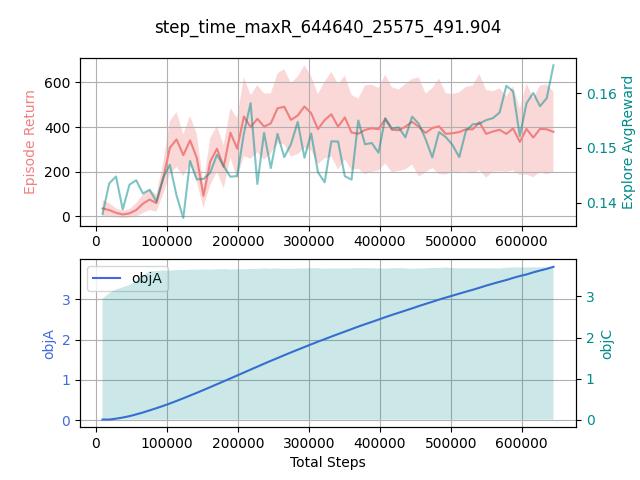 step_time_maxR_644640_25575_491.904
600
400
200
0
Episode Return
0.16
0.15
0.14
Explore AvgReward
0 100000 200000 300000 400000 500000 600000
objA
3
2
1
0
objA
3
2
1
0
objC
0 100000 200000 300000 400000 500000 600000
Total Steps